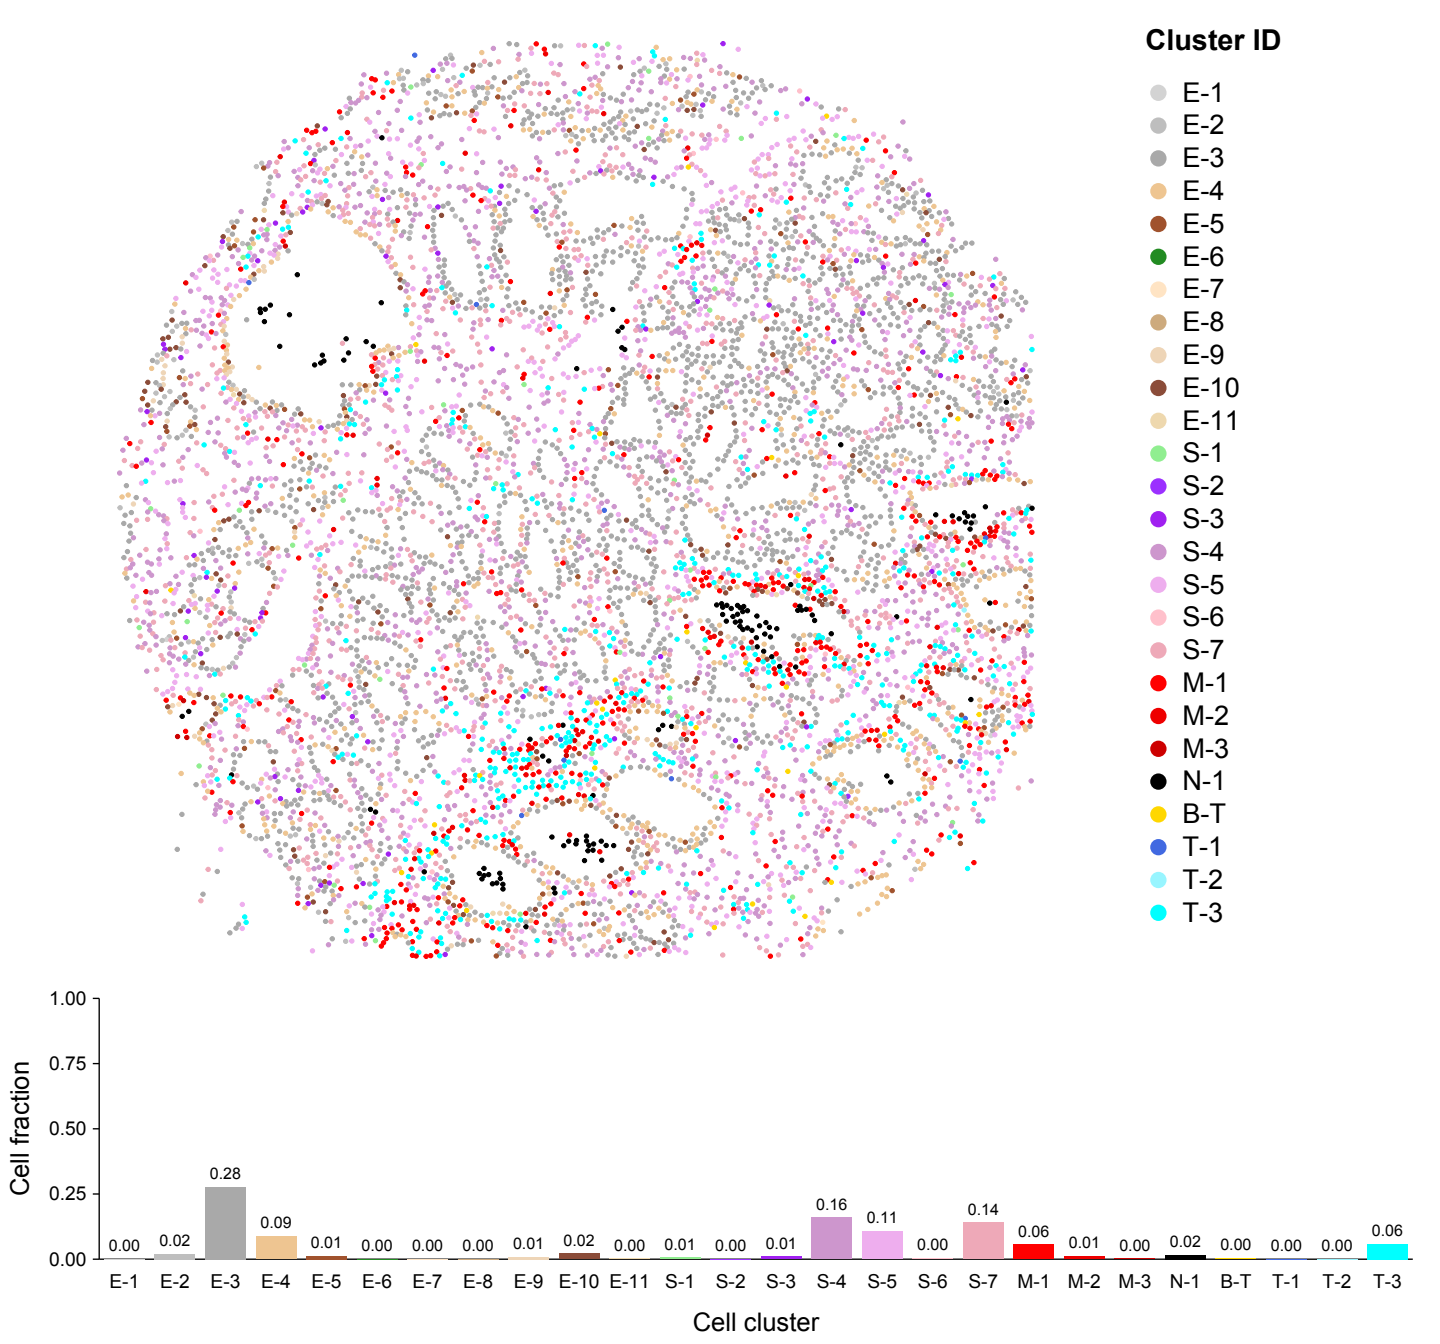 Cluster ID
E-1
E-2
E-3
E-4
E-5
E-6
E-7
E-8
E-9
E-10
E-11
S-1
S-2
S-3
S-4
S-5
S-6
S-7
M-1
M-2
M-3
N-1
B-T
T-1
T-2
T-3
Cell fraction
1.00
0.75
0.50
0.25
0.00
0.00 0.02 0.28 0.09 0.01 0.00 0.00 0.00 0.01 0.02 0.00 0.01 0.00 0.01 0.16 0.11 0.00 0.14 0.06 0.01 0.00 0.02 0.00 0.00 0.00 0.06
E-1 E-2 E-3 E-4 E-5 E-6 E-7 E-8 E-9 E-10 E-11 S-1 S-2 S-3 S-4 S-5 S-6 S-7 M-1 M-2 M-3 N-1 B-T T-1 T-2 T-3
Cell cluster